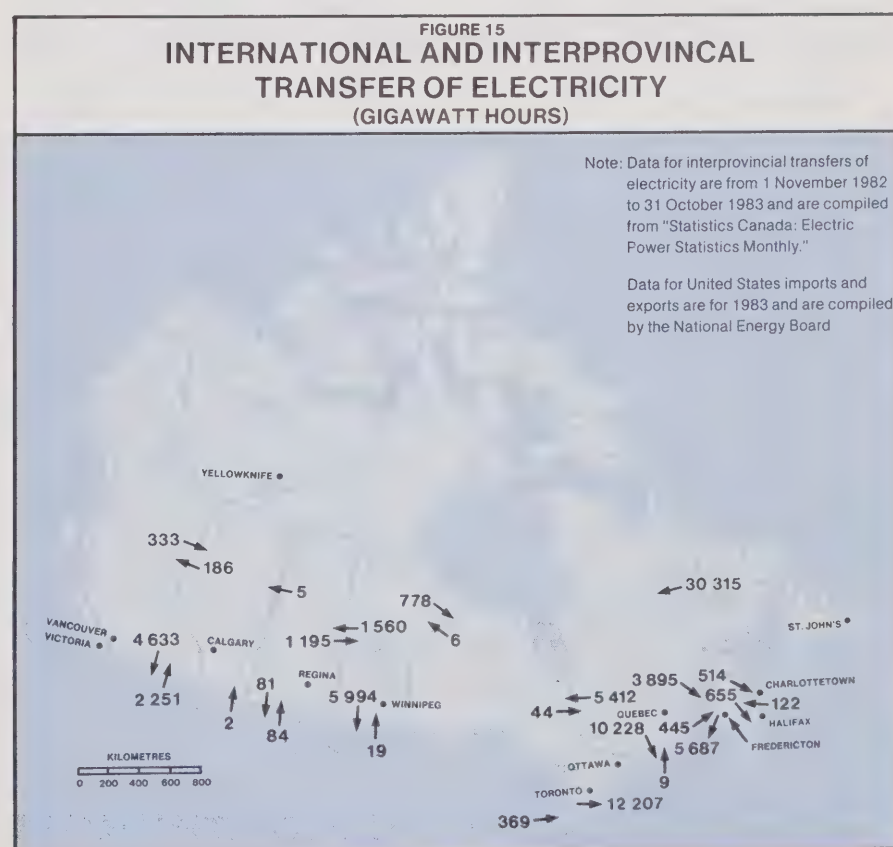 FIGURE 15
INTERNATIONAL AND INTERPROVINCAL
TRANSFER OF ELECTRICITY
(GIGAWATT HOURS)
Note: Data for interprovincial transfers of
electricity are from 1 November 1982
to 31 October 1983 and are compiled
from "Statistics Canada: Electric
Power Statistics Monthly."
Data for United States imports and
exports are for 1983 and are compiled
by the National Energy Board
YELLOWKNIFE
333
186
5
778
30 315
VANCOUVER
VICTORIA
4 633
CALGARY
1 195
1 560
6
ST. JOHN'S
2 251
2
81
84
REGINA
5 994
WINNIPEG
19
3 895
514
CHARLOTTETOWN
655
122
HALIFAX
5 412
44
QUEBEC
10 228
445
5 687
FREDERICTON
9
OTTAWA
TORONTO
12 207
369
KILOMETRES
0 200 400 600 800